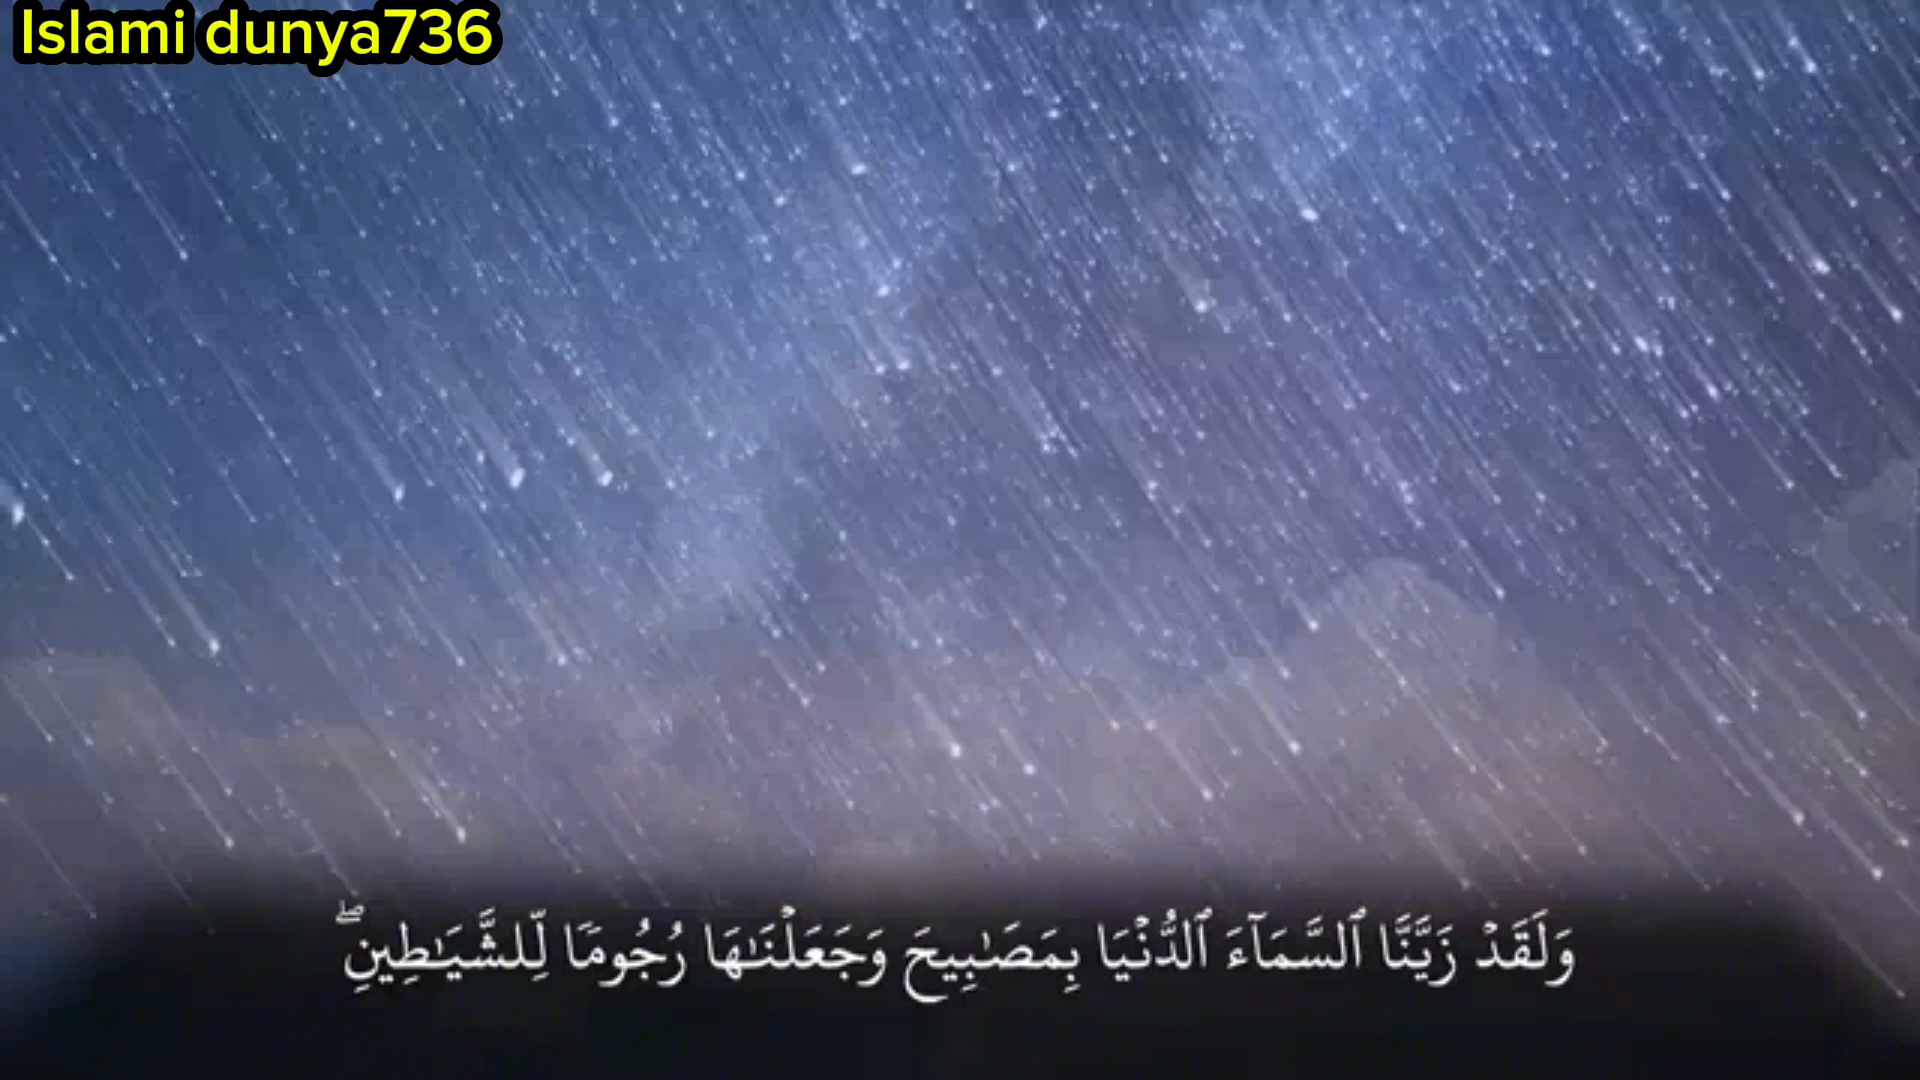 Islami dunya736
وَلَقَدۡ زَيَّنَّا ٱلسَّمَآءَ ٱلدُّنۡيَا بِمَصَٰبِيحَ وَجَعَلۡنَٰهَا رُجُومٗا لِّلشَّيَٰطِينِۖ